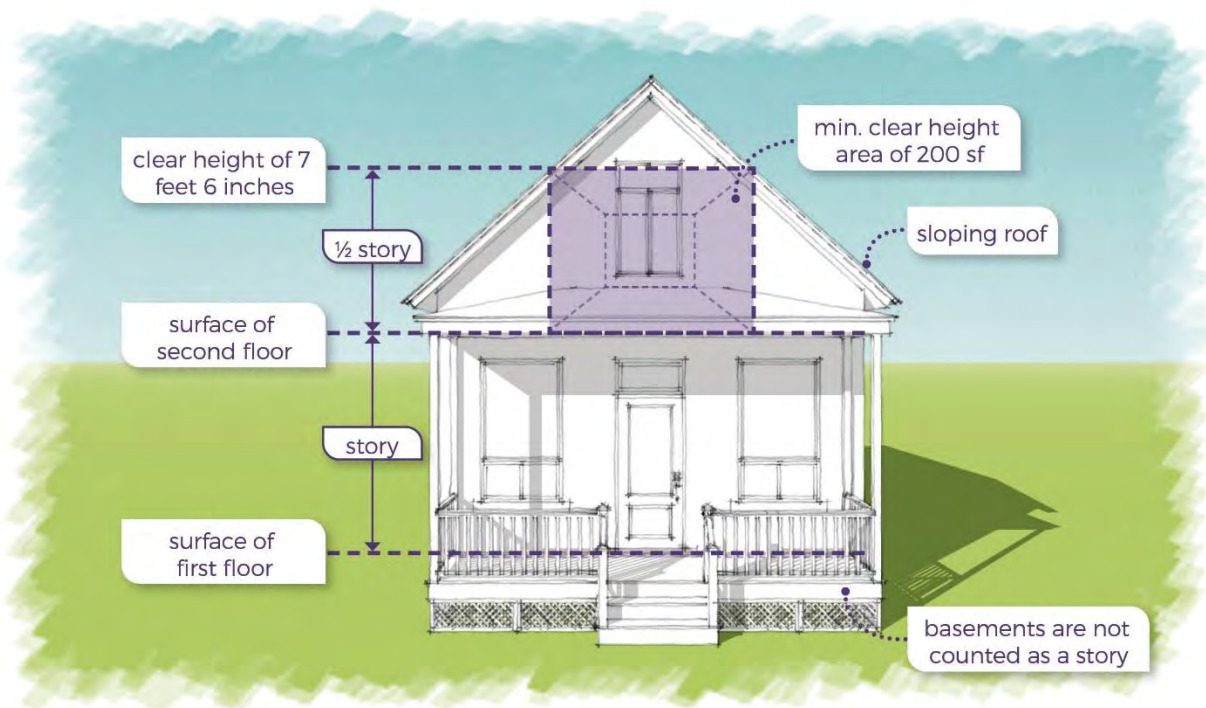 clear height of 7
feet 6 inches
min. clear height
area of 200 sf
½ story
sloping roof
surface of
second floor
story
surface of
first floor
basements are not
counted as a story